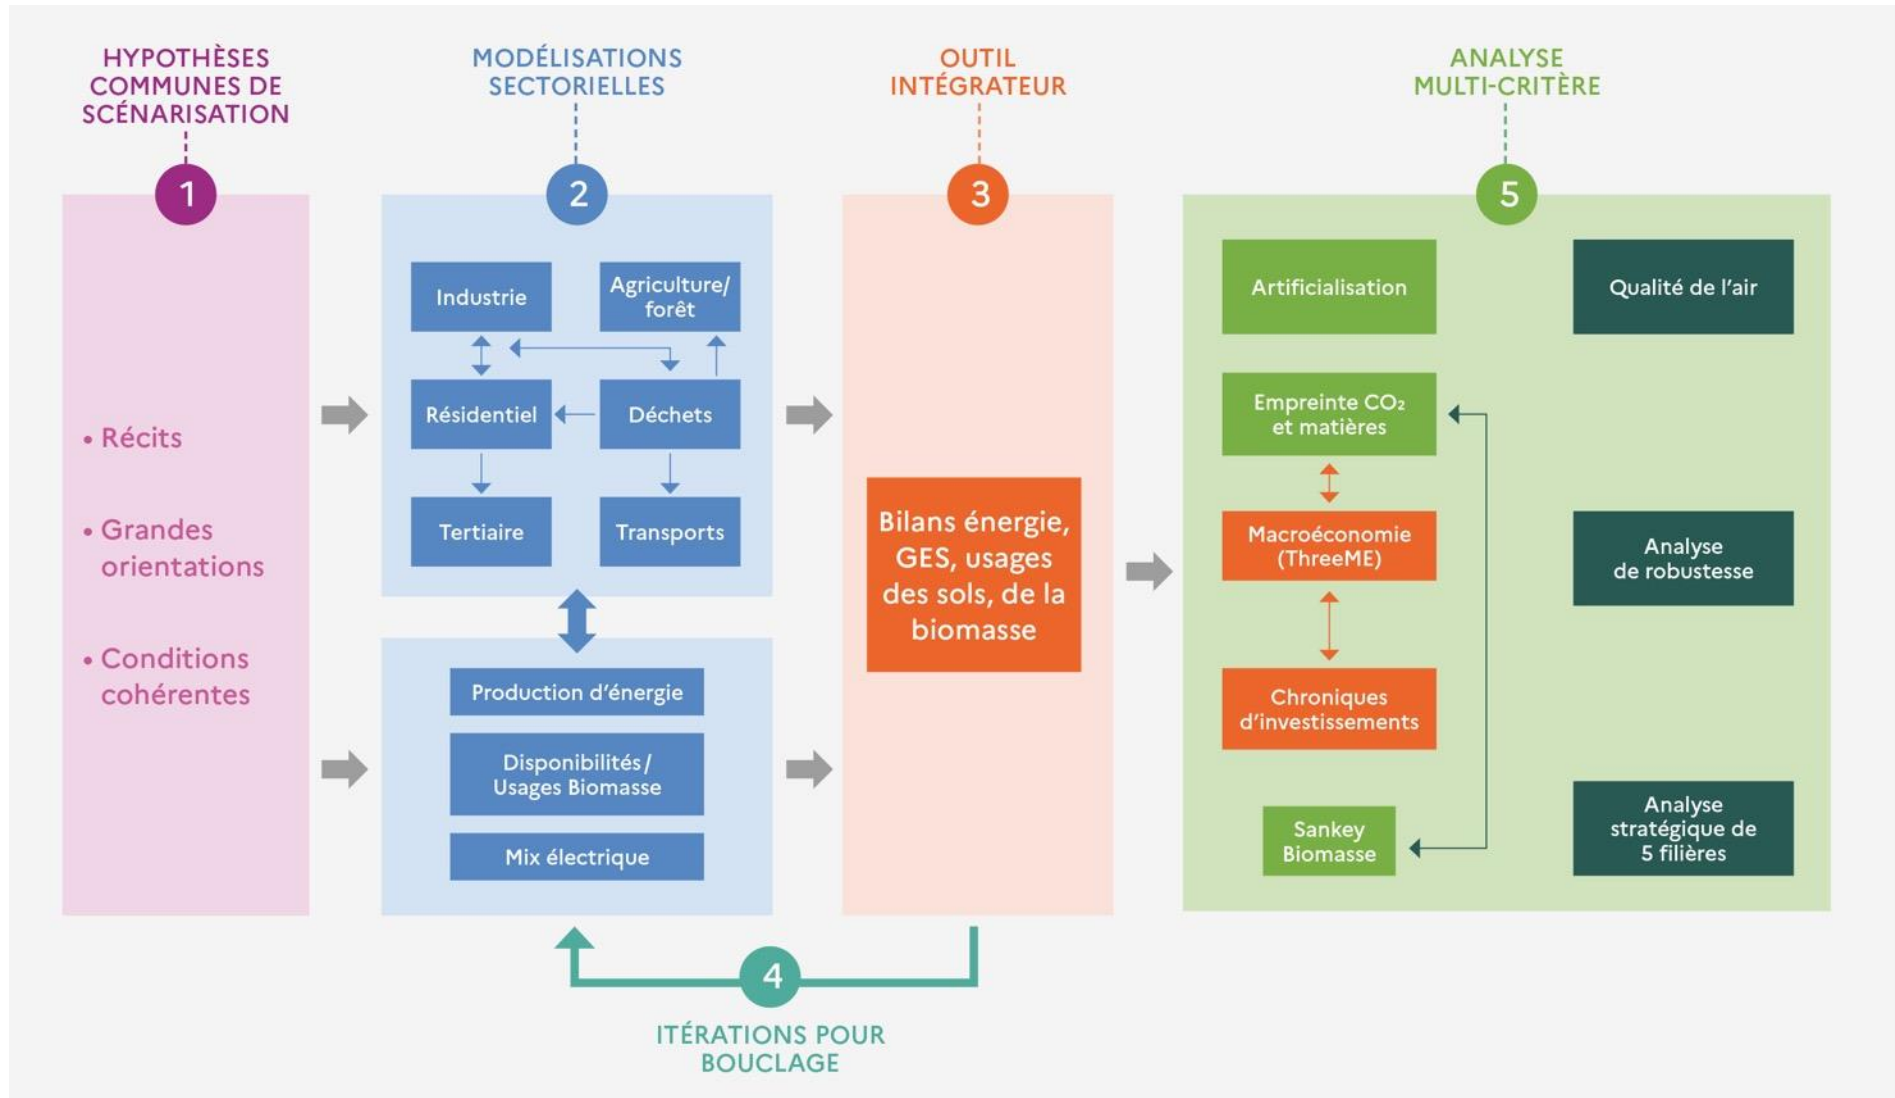 HYPOTHÈSES
COMMUNES DE
SCÉNARISATION
1
• Récits
• Grandes
orientations
• Conditions
cohérentes
MODÉLISATIONS
SECTORIELLES
2
Industrie
Agriculture/
forêt
Résidentiel
Déchets
Tertiaire
Transports
Production d'énergie
Disponibilités/
Usages Biomasse
Mix électrique
OUTIL
INTÉGRATEUR
3
Bilans énergie,
GES, usages
des sols, de la
biomasse
4
ITÉRATIONS POUR
BOUCLAGE
ANALYSE
MULTI-CRITÈRE
5
Artificialisation
Qualité de l'air
Empreinte CO₂
et matières
Macroéconomie
(ThreeME)
Analyse
de robustesse
Chroniques
d'investissements
Sankey
Biomasse
Analyse
stratégique de
5 filières